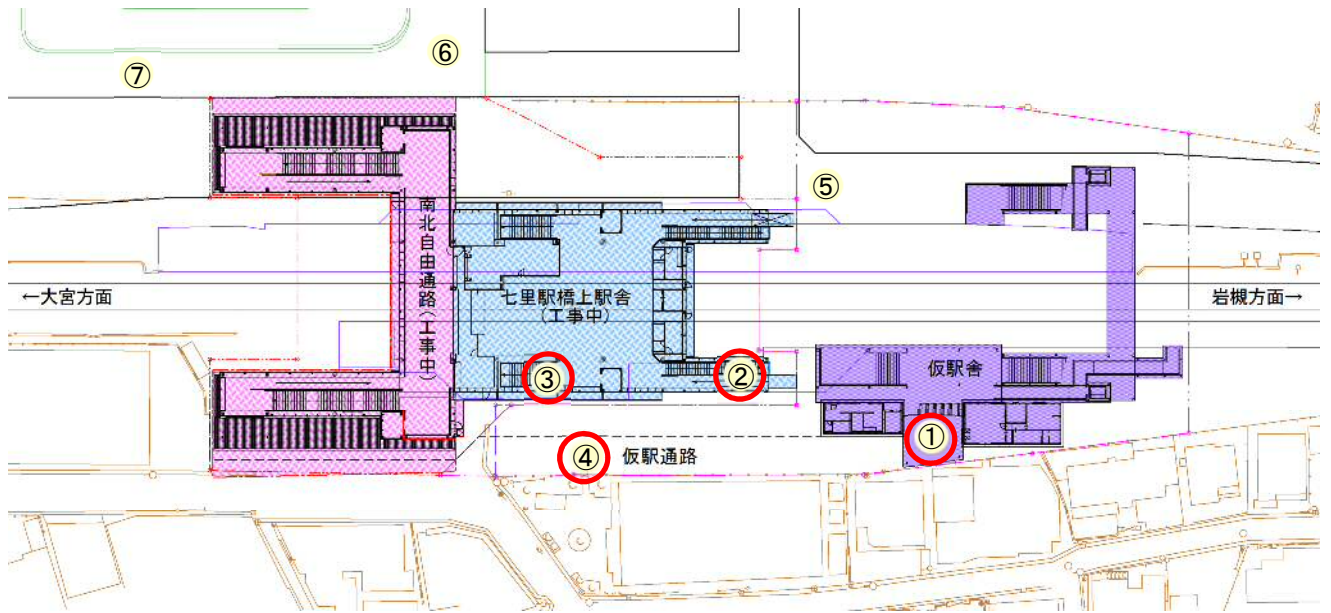 ⑥
⑦
⑤
南北自由通路(工事中)
←大宮方面
七里駅橋上駅舎
(工事中)
岩槻方面→
仮駅舎
③
②
①
④
仮駅通路